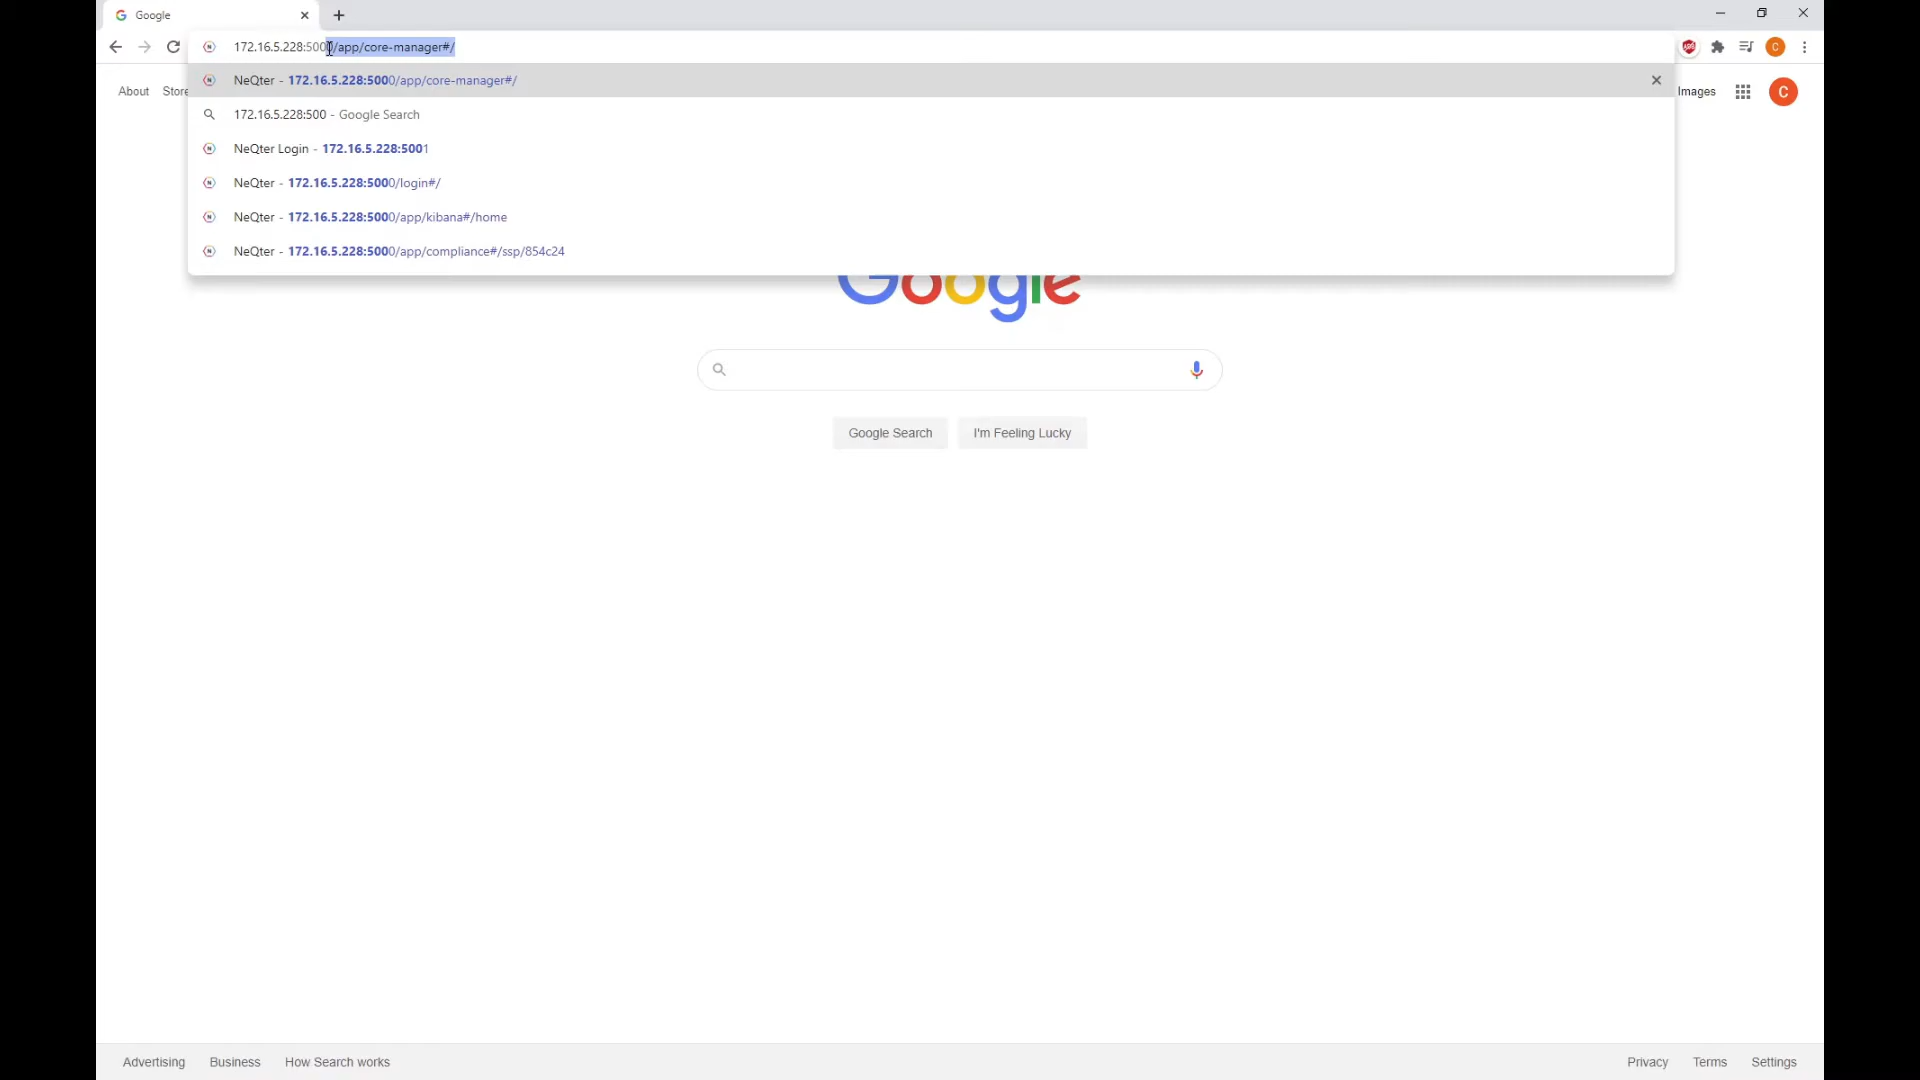 Google
172.16.5.228:5000/app/core-manager#/
NeQter - 172.16.5.228:5000/app/core-manager#/
172.16.5.228:500 - Google Search
NeQter Login - 172.16.5.228:5001
NeQter - 172.16.5.228:5000/login#/
NeQter - 172.16.5.228:5000/app/kibana#/home
NeQter - 172.16.5.228:5000/app/compliance#/ssp/854c24
C
About Store
Images
C
Google
Google Search I'm Feeling Lucky
Advertising Business How Search works
Privacy Terms Settings